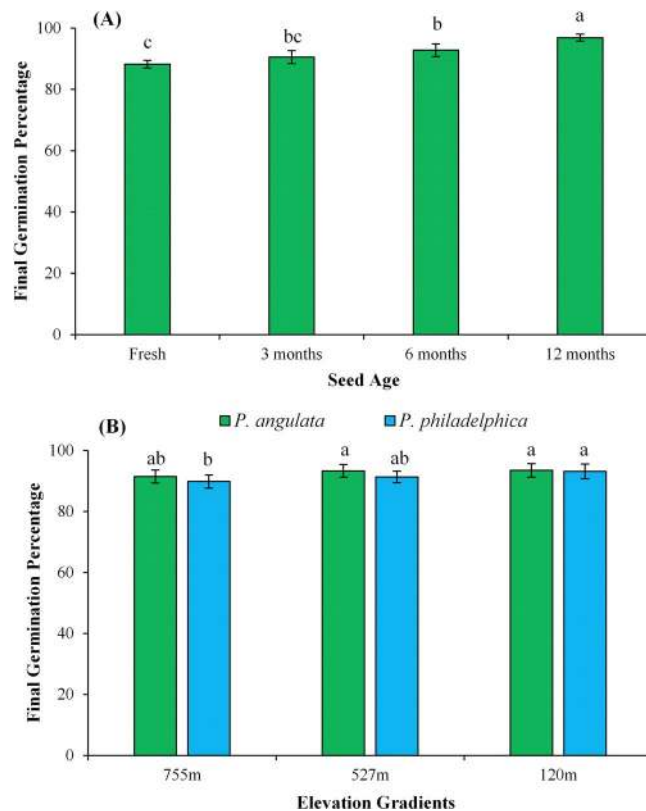 (A)
100
80
60
40
20
0
Final Germination Percentage
c
bc
b
a
Fresh
3 months
6 months
12 months
Seed Age
(B)
P. angulata
P. philadelphica
100
80
60
40
20
0
Final Germination Percentage
ab
b
a
ab
a
a
755m
527m
120m
Elevation Gradients